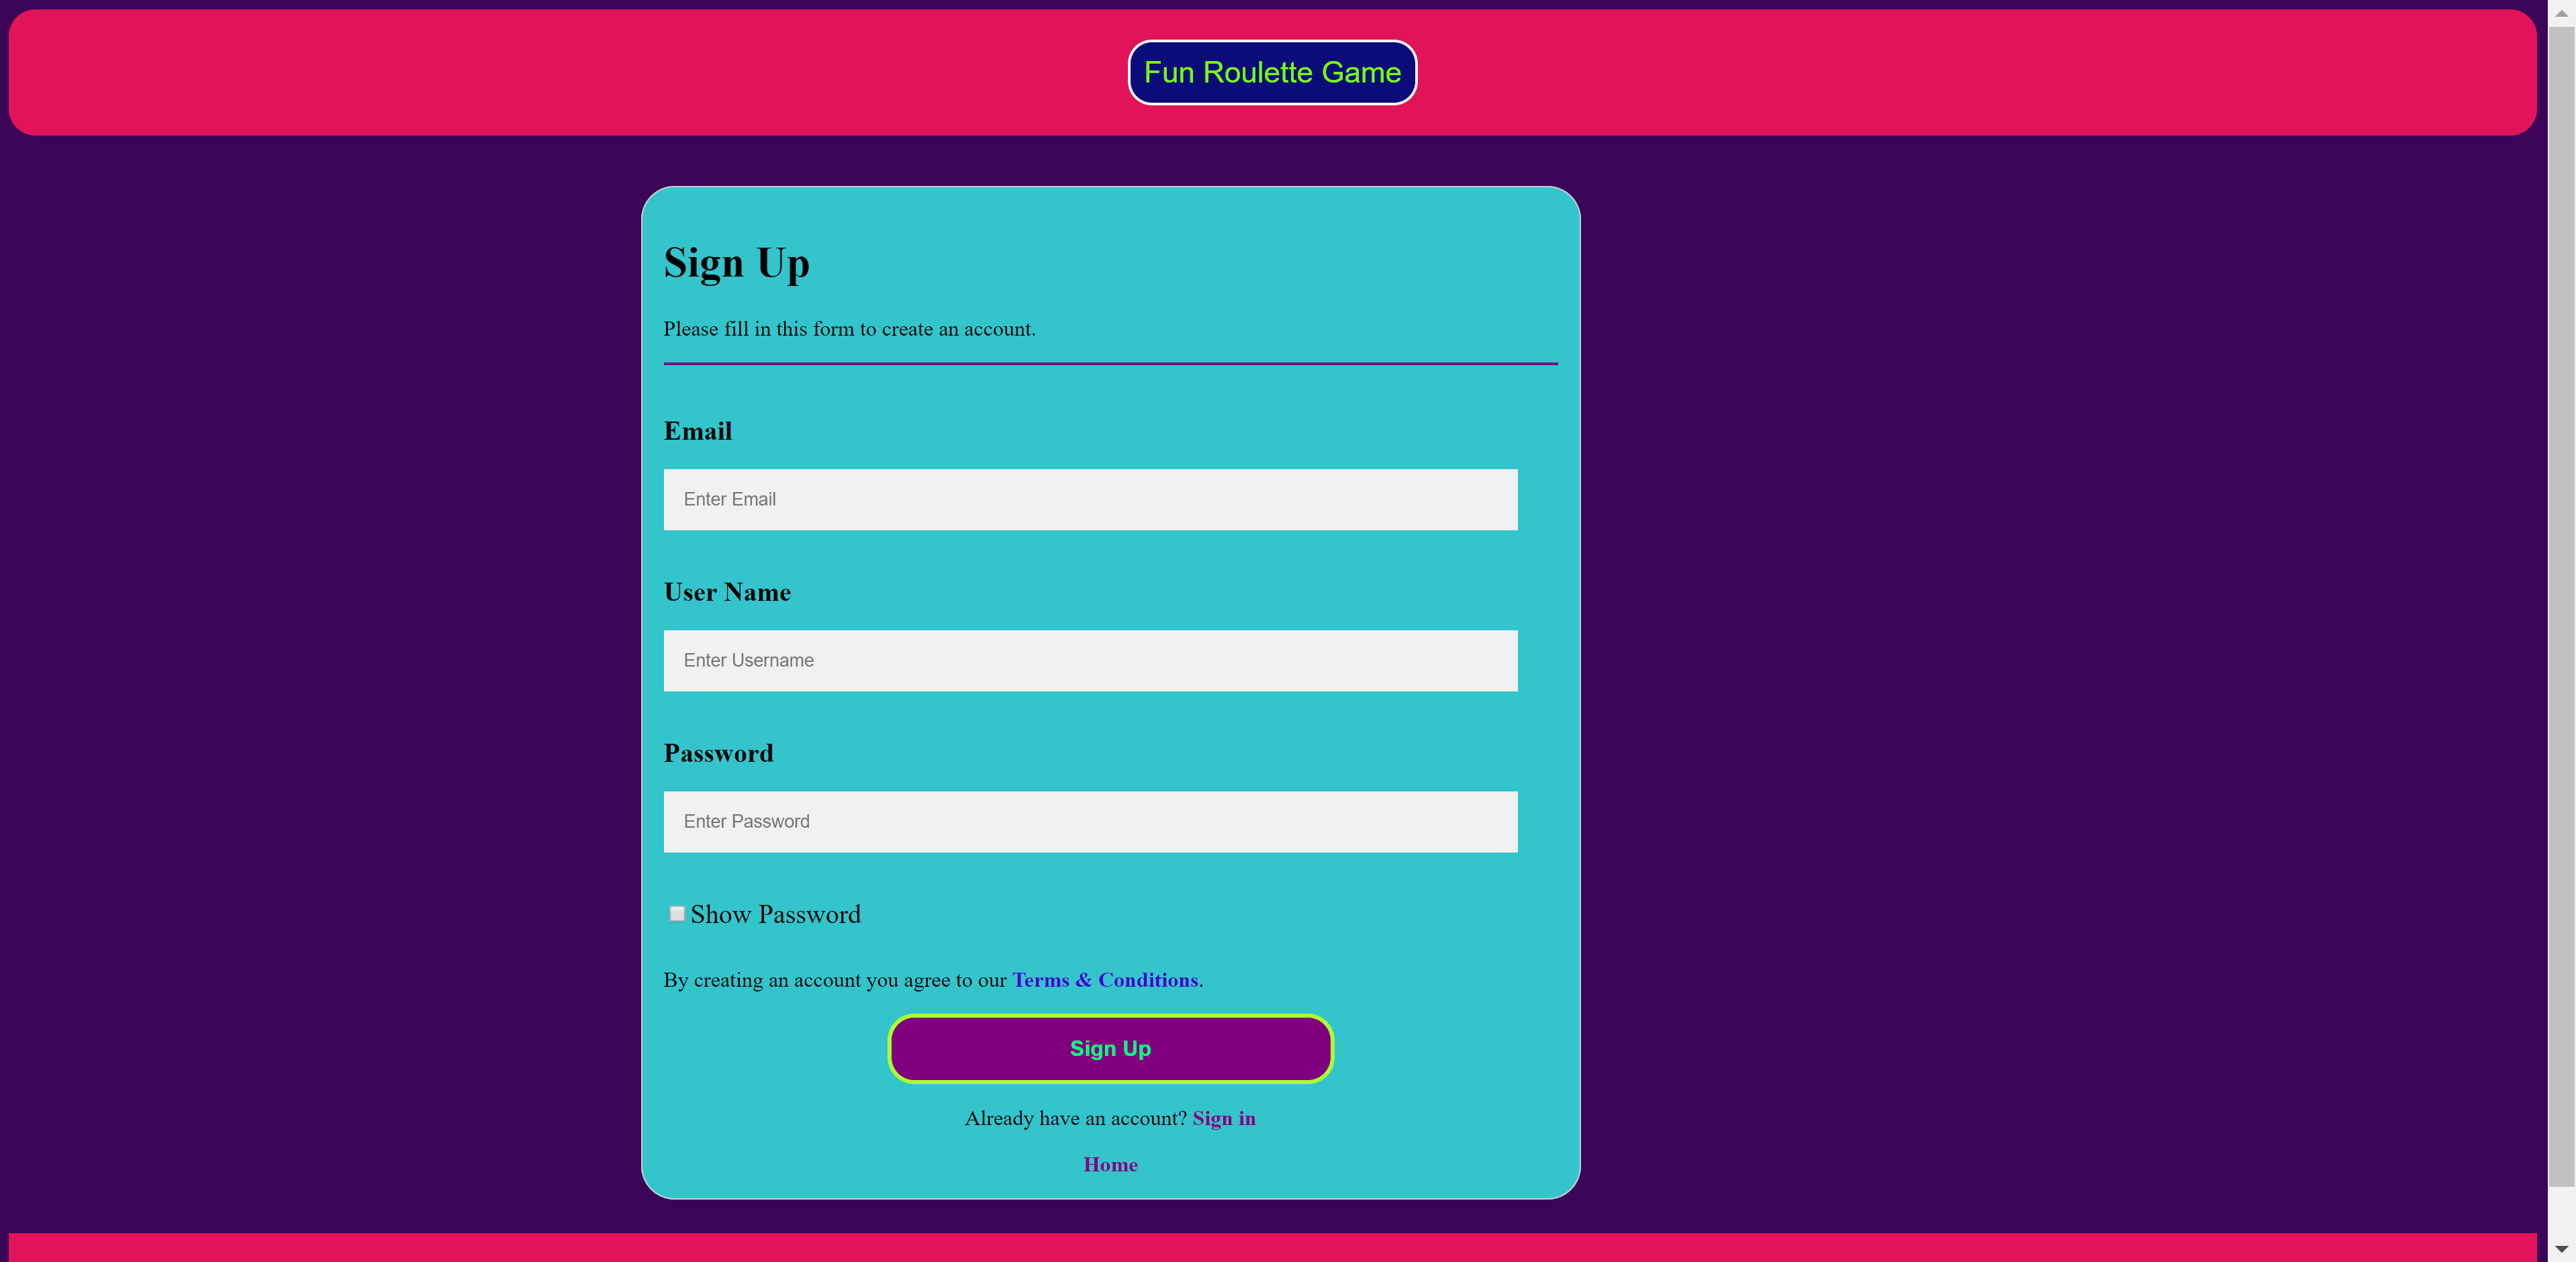 Fun Roulette Game
Sign Up
Please fill in this form to create an account.
Email
Enter Email
User Name
Enter Username
Password
Enter Password
Show Password
By creating an account you agree to our Terms & Conditions.
Sign Up
Already have an account? Sign in
Home